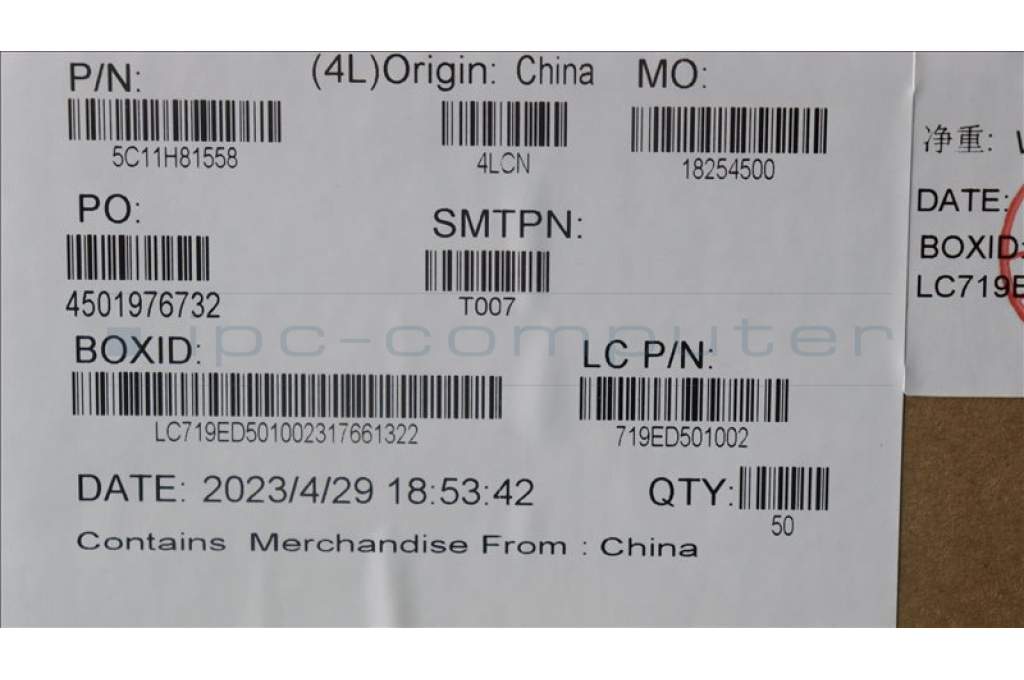 P/N: (4L)Origin: China MO:
5C11H81558 4LCN 18254500
PO: SMTPN:
4501976732 T007
BOXID: LC P/N:
LC719ED501002317661322 719ED501002
DATE: 2023/4/29 18:53:42 QTY:
50
Contains Merchandise From : China
净重:
DATE:
BOXID:
LC719E
ipc-computer